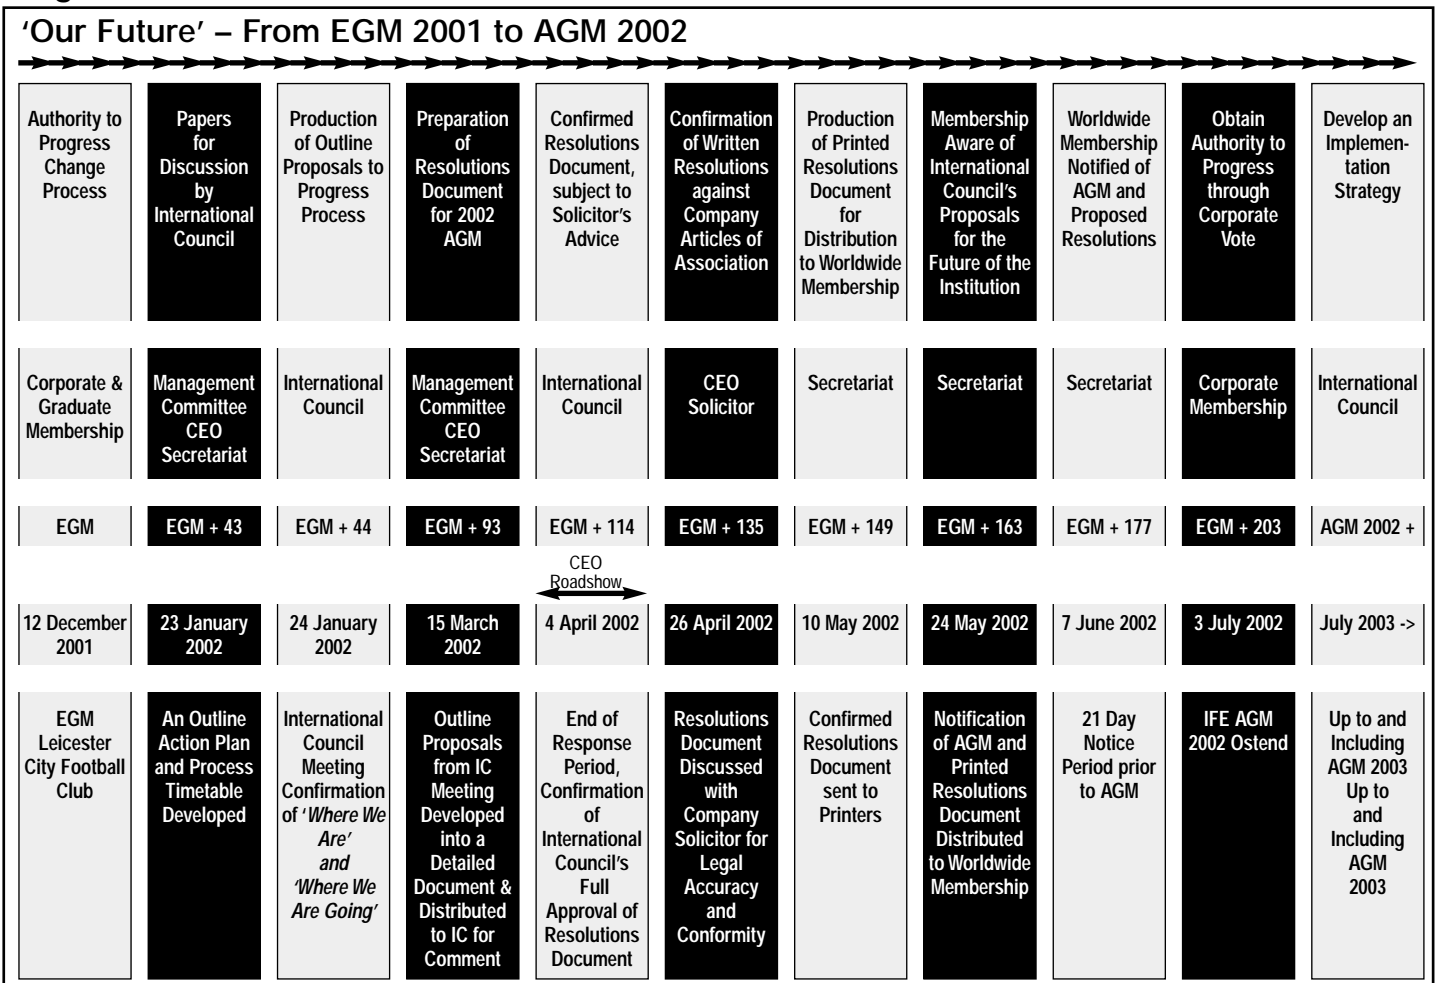 'Our Future' – From EGM 2001 to AGM 2002
Authority to
Progress
Change
Process
Papers
for
Discussion
by
International
Council
Production
of Outline
Proposals to
Progress
Process
Preparation
of
Resolutions
Document
for 2002
AGM
Confirmed
Resolutions
Document,
subject to
Solicitor's
Advice
Confirmation
of Written
Resolutions
against
Company
Articles of
Association
Production
of Printed
Resolutions
Document
for
Distribution
to Worldwide
Membership
Membership
Aware of
International
Council's
Proposals
for the
Future of the
Institution
Worldwide
Membership
Notified of
AGM and
Proposed
Resolutions
Obtain
Authority to
Progress
through
Corporate
Vote
Develop an
Implemen-
tation
Strategy
Corporate &
Graduate
Membership
Management
Committee
CEO
Secretariat
International
Council
Management
Committee
CEO
Secretariat
International
Council
CEO
Solicitor
Secretariat
Secretariat
Secretariat
Corporate
Membership
International
Council
EGM
EGM + 43
EGM + 44
EGM + 93
EGM + 114
EGM + 135
EGM + 149
EGM + 163
EGM + 177
EGM + 203
AGM 2002 +
CEO
Roadshow
12 December
2001
23 January
2002
24 January
2002
15 March
2002
4 April 2002
26 April 2002
10 May 2002
24 May 2002
7 June 2002
3 July 2002
July 2003 ->
EGM
Leicester
City Football
Club
An Outline
Action Plan
and Process
Timetable
Developed
International
Council
Meeting
Confirmation
of 'Where We
Are'
and
'Where We
Are Going'
Outline
Proposals
from IC
Meeting
Developed
into a
Detailed
Document &
Distributed
to IC for
Comment
End of
Response
Period,
Confirmation
of
International
Council's
Full
Approval of
Resolutions
Document
Resolutions
Document
Discussed
with
Company
Solicitor for
Legal
Accuracy
and
Conformity
Confirmed
Resolutions
Document
sent to
Printers
Notification
of AGM and
Printed
Resolutions
Document
Distributed
to Worldwide
Membership
21 Day
Notice
Period prior
to AGM
IFE AGM
2002 Ostend
Up to and
Including
AGM 2003
Up to
and
Including
AGM
2003